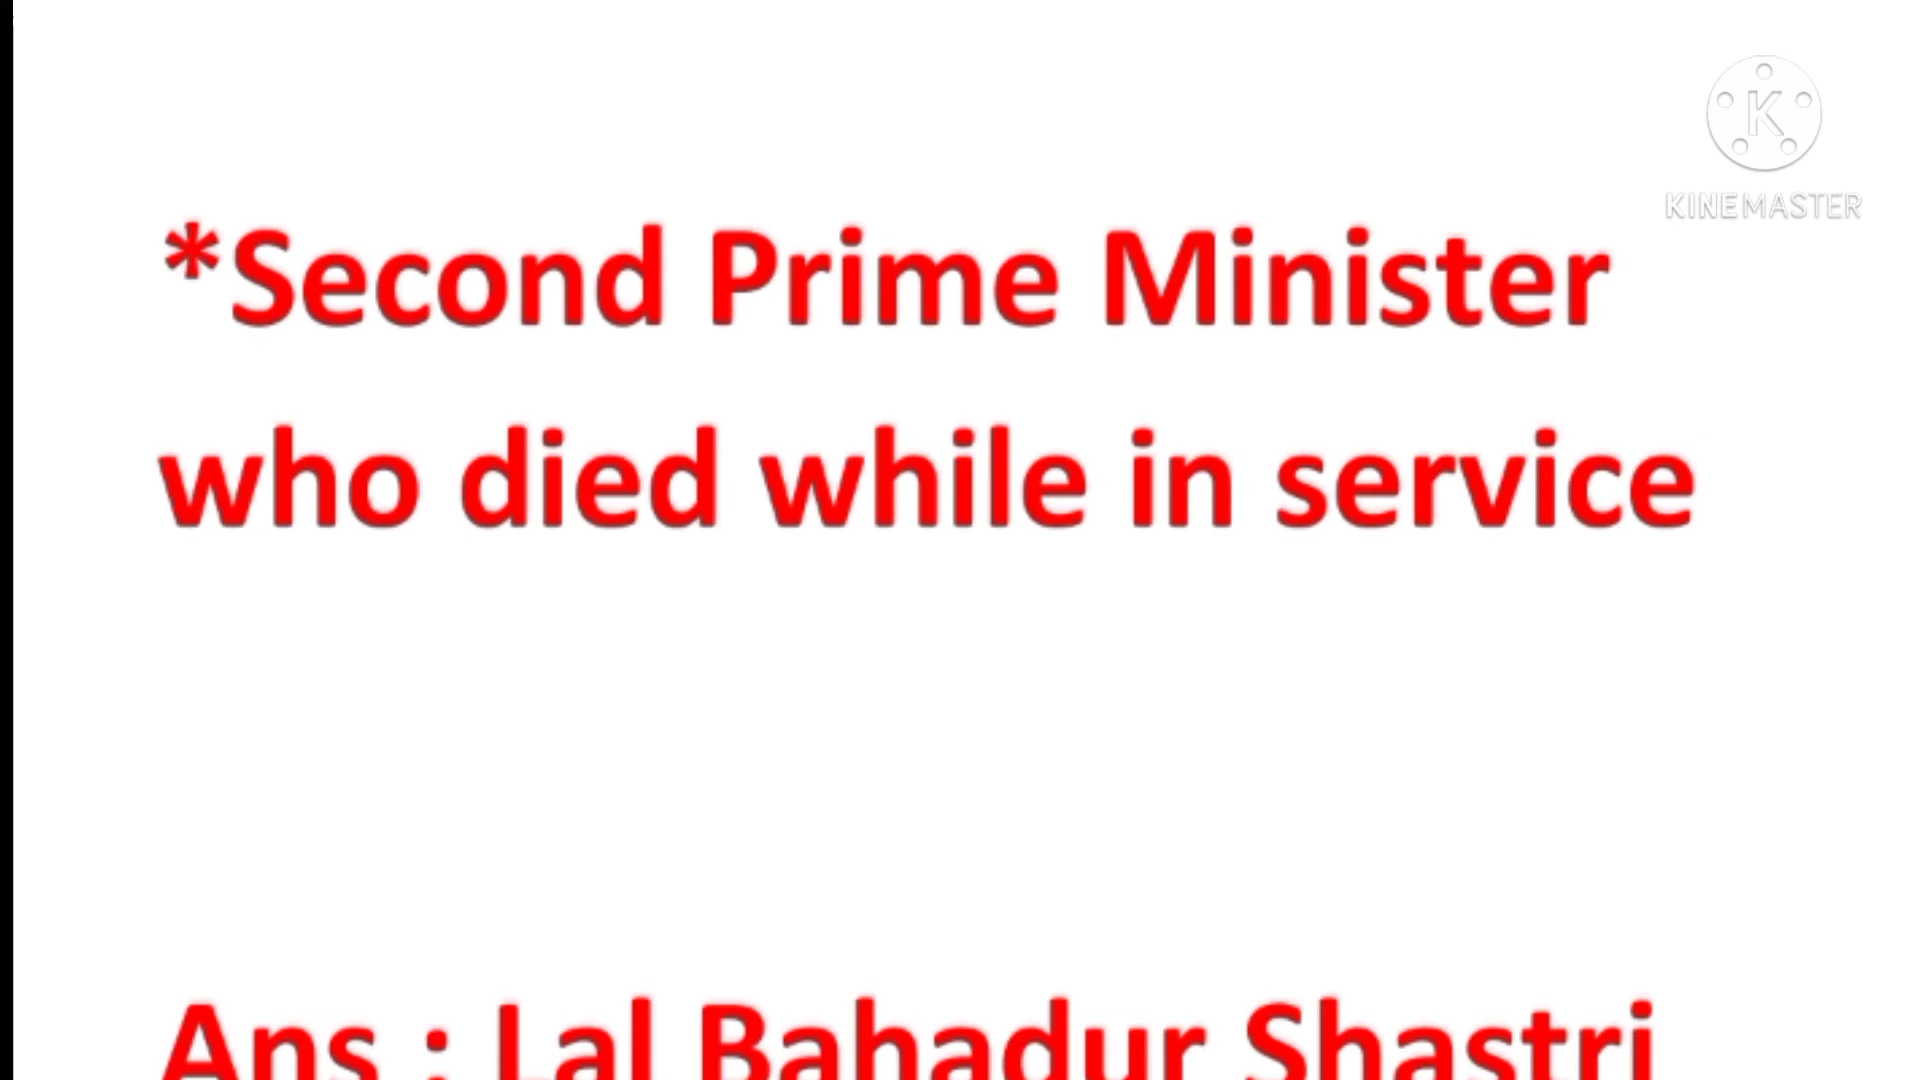 K
KINEMASTER
*Second Prime Minister
who died while in service
Ans : Lal Bahadur Shastri